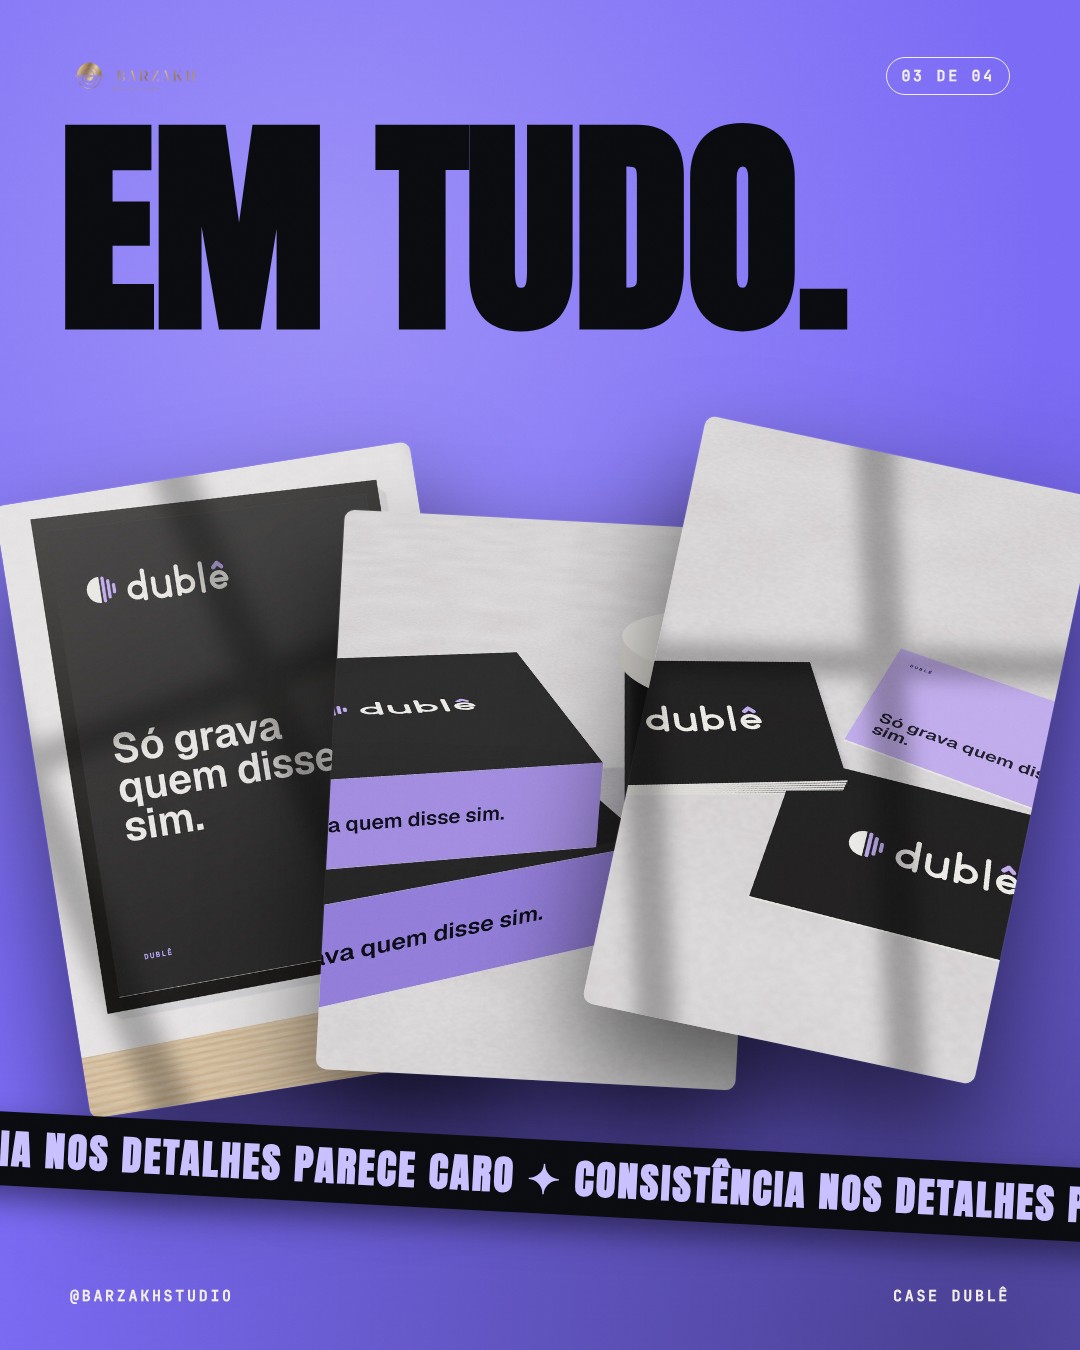 BARZAKH
03 DE 04
EM TUDO.
dublê
Só grava
quem disse
sim.
DUBLÊ
dublê
a quem disse sim.
ava quem disse sim.
dublê
DUBLÊ
Só grava quem dis
sim.
dublê
IA NOS DETALHES PARECE CARO ✦ CONSISTÊNCIA NOS DETALHES P
@BARZAKHSTUDIO
CASE DUBLÊ